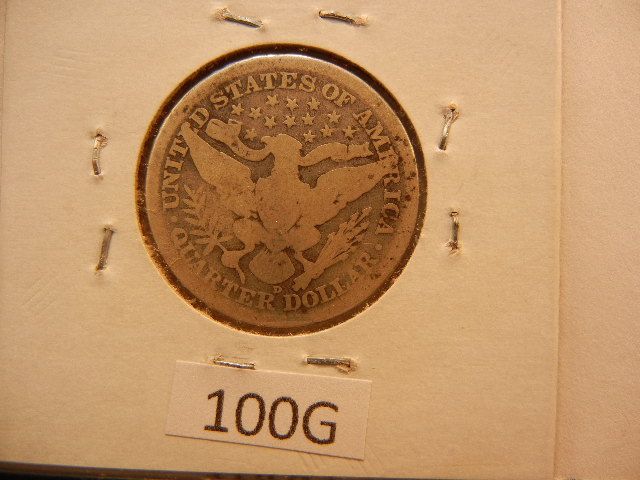 UNITED STATES OF AMERICA
D
QUARTER DOLLAR
100G